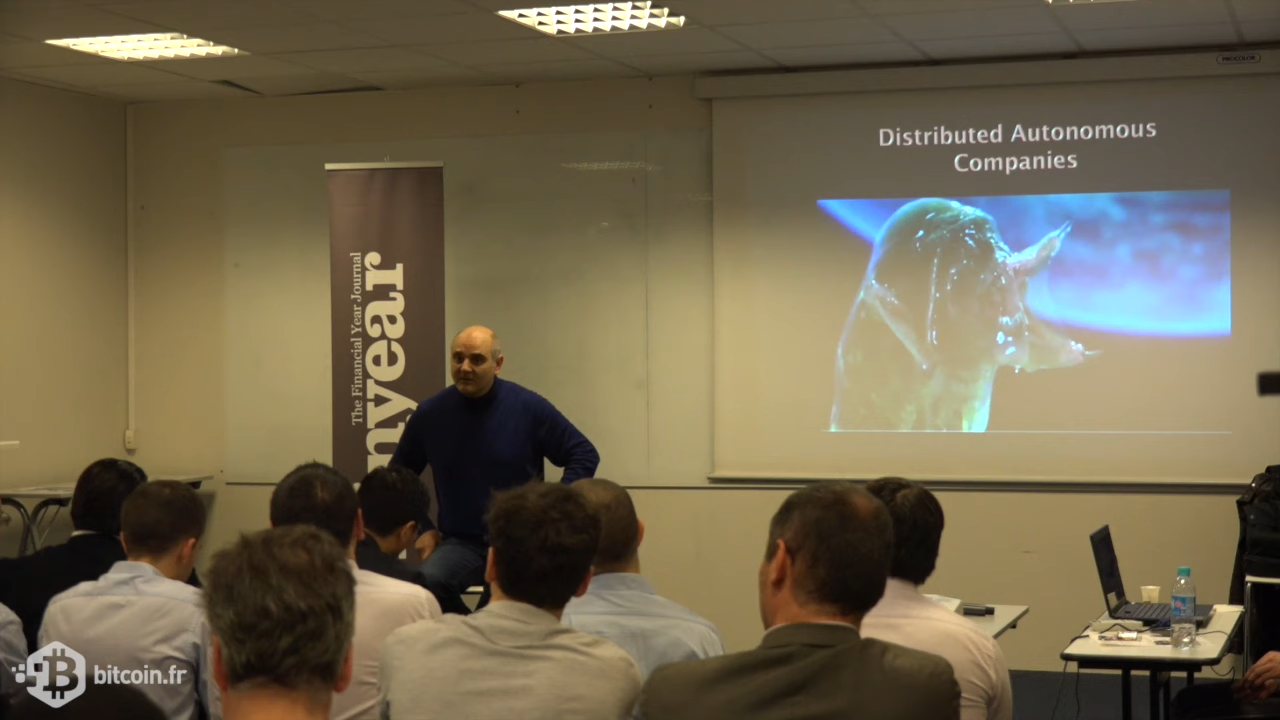 Distributed Autonomous
Companies
The Financial Year Journal
nyear
bitcoin.fr